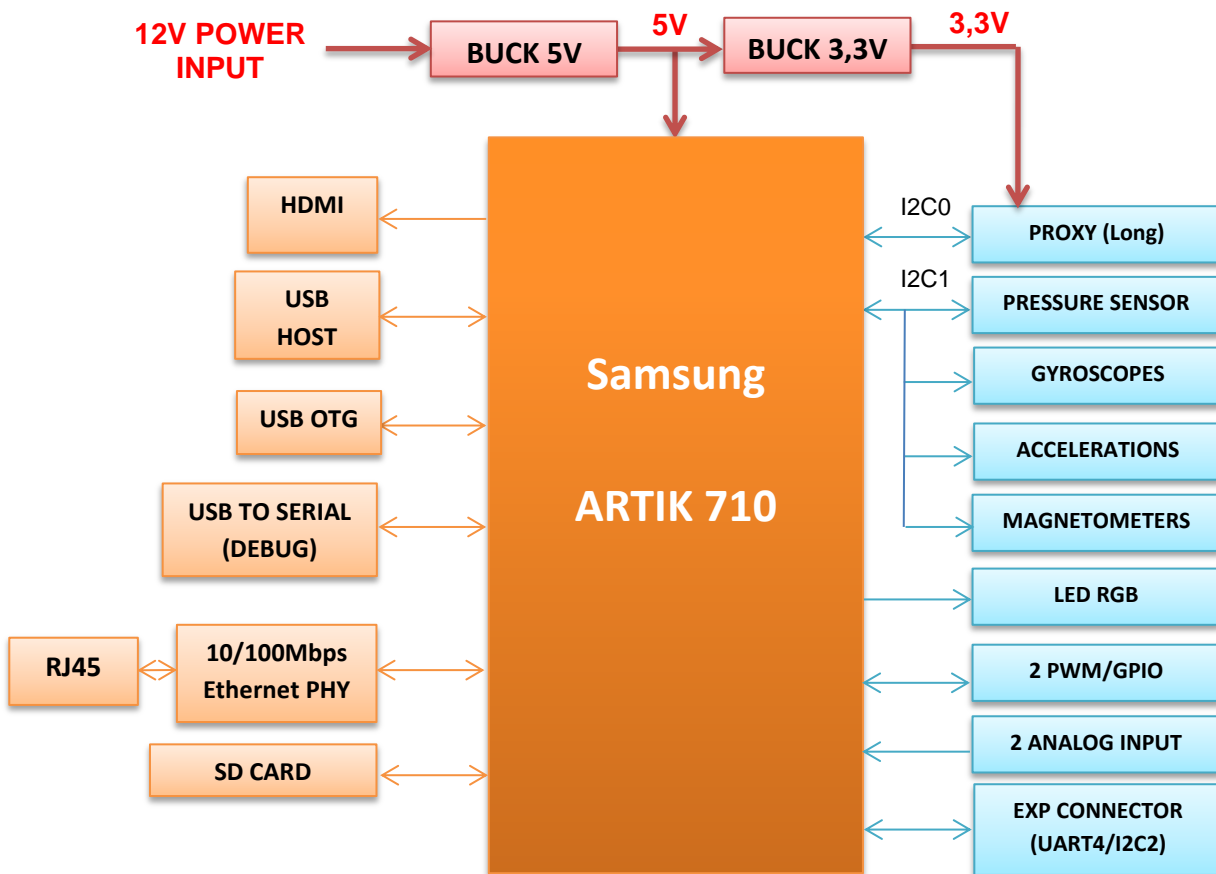 12V POWER
INPUT
BUCK 5V
5V
BUCK 3,3V
3,3V
HDMI
USB
HOST
USB OTG
USB TO SERIAL
(DEBUG)
RJ45
10/100Mbps
Ethernet PHY
SD CARD
Samsung
ARTIK 710
I2C0
PROXY (Long)
I2C1
PRESSURE SENSOR
GYROSCOPES
ACCELERATIONS
MAGNETOMETERS
LED RGB
2 PWM/GPIO
2 ANALOG INPUT
EXP CONNECTOR
(UART4/I2C2)